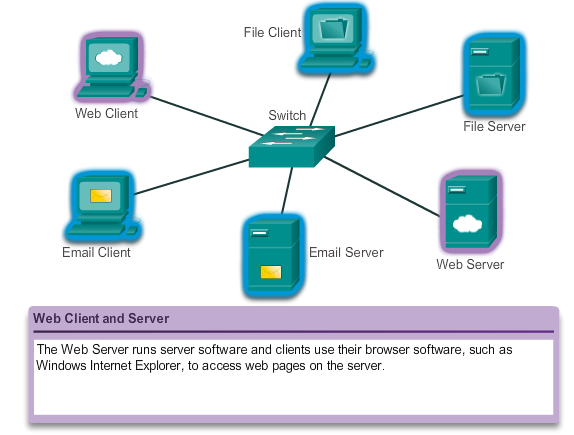 File Client
Web Client
Switch
File Server
Email Client
Email Server
Web Server
Web Client and Server
The Web Server runs server software and clients use their browser software, such as
Windows Internet Explorer, to access web pages on the server.